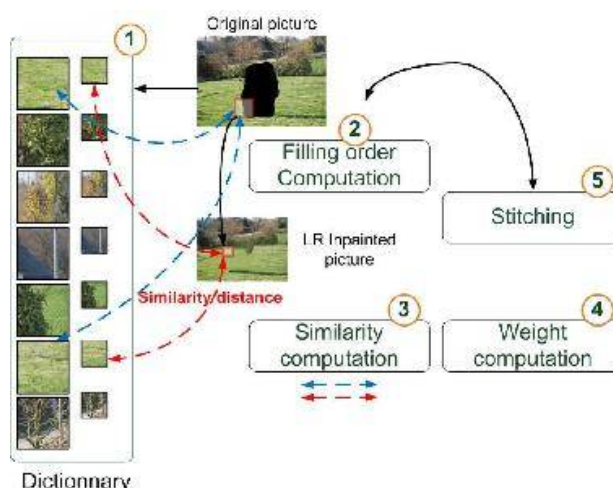 Original picture
1
2
Filling order
Computation
5
Stitching
LR Inpainted
picture
Similarity/distance
3
Similarity
computation
4
Weight
computation
Dictionnary